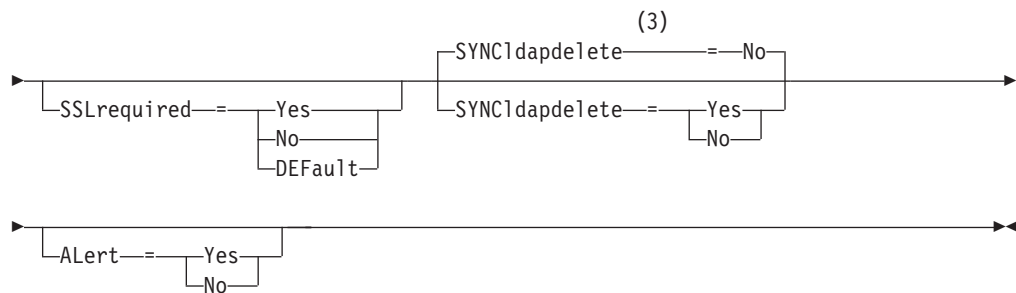 (3)
SYNCldapdelete = No
SSLrequired = Yes
No
DEFault
SYNCldapdelete = Yes
No
ALert = Yes
No